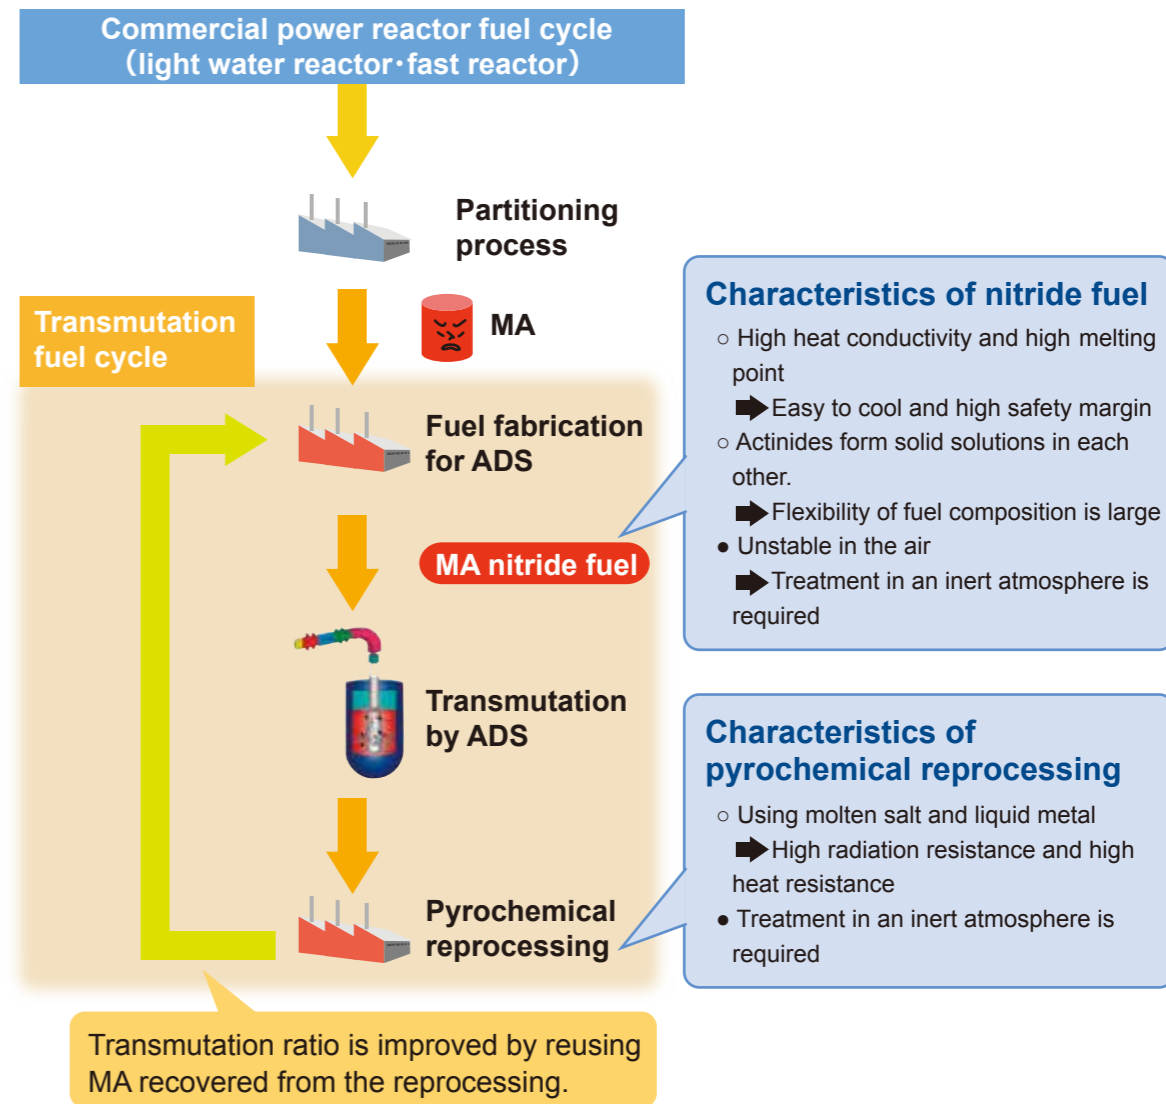 Commercial power reactor fuel cycle
（light water reactor･fast reactor）
Partitioning
process
MA
Transmutation
fuel cycle
Fuel fabrication
for ADS
MA nitride fuel
Transmutation
by ADS
Pyrochemical
reprocessing
Transmutation ratio is improved by reusing
MA recovered from the reprocessing.
Characteristics of nitride fuel
○ High heat conductivity and high melting
point
➡ Easy to cool and high safety margin
○ Actinides form solid solutions in each
other.
➡ Flexibility of fuel composition is large
● Unstable in the air
➡ Treatment in an inert atmosphere is
required
Characteristics of
pyrochemical reprocessing
○ Using molten salt and liquid metal
➡ High radiation resistance and high
heat resistance
● Treatment in an inert atmosphere is
required